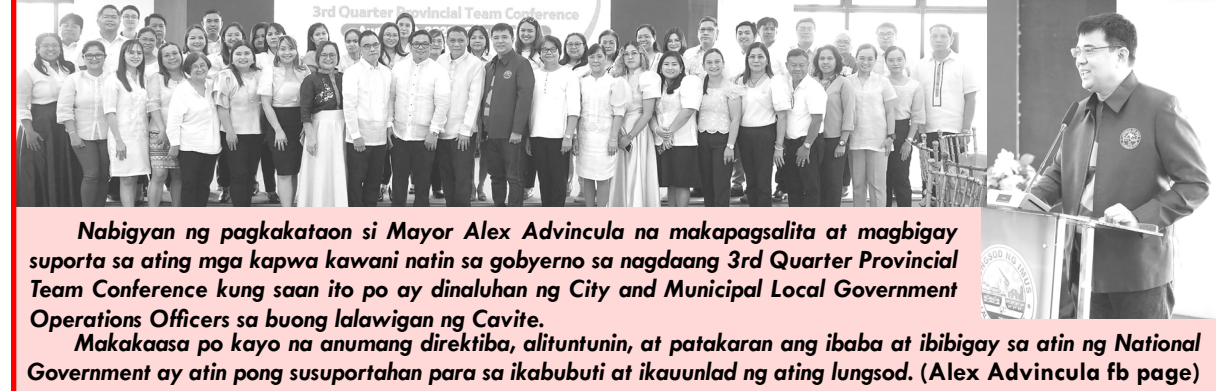 3rd Quarter Provincial Team Conference
Nabigyan ng pagkakataon si Mayor Alex Advincula na makapagsalita at magbigay
suporta sa ating mga kapwa kawani natin sa gobyerno sa nagdaang 3rd Quarter Provincial
Team Conference kung saan ito po ay dinaluhan ng City and Municipal Local Government
Operations Officers sa buong lalawigan ng Cavite.
Makakaasa po kayo na anumang direktiba, alituntunin, at patakaran ang ibaba at ibibigay sa atin ng National
Government ay atin pong susuportahan para sa ikabubuti at ikauunlad ng ating lungsod. (Alex Advincula fb page)
NGSOD NG IMUS